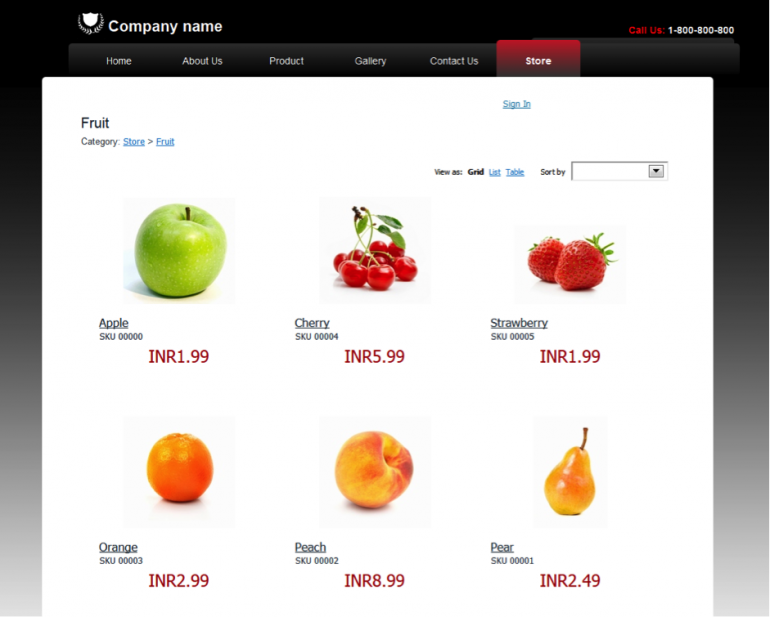 Company name
Call Us: 1-800-800-800
Home About Us Product Gallery Contact Us Store
Sign In
Fruit
Category: Store > Fruit
View as: Grid List Table Sort by
Apple Cherry Strawberry
SKU 00000 SKU 00004 SKU 00005
INR1.99 INR5.99 INR1.99
Orange Peach Pear
SKU 00003 SKU 00002 SKU 00001
INR2.99 INR8.99 INR2.49